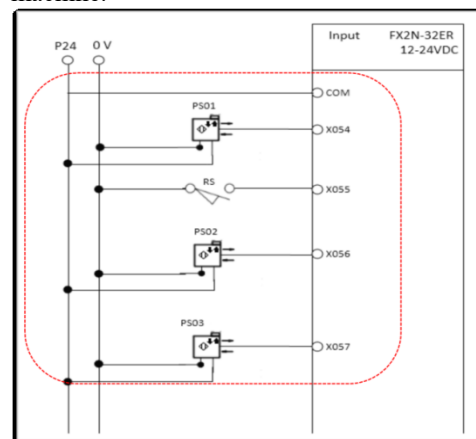 P24 0 V
Input FX2N-32ER
12-24VDC
COM
PS01
X054
RS
X055
PS02
X056
PS03
X057